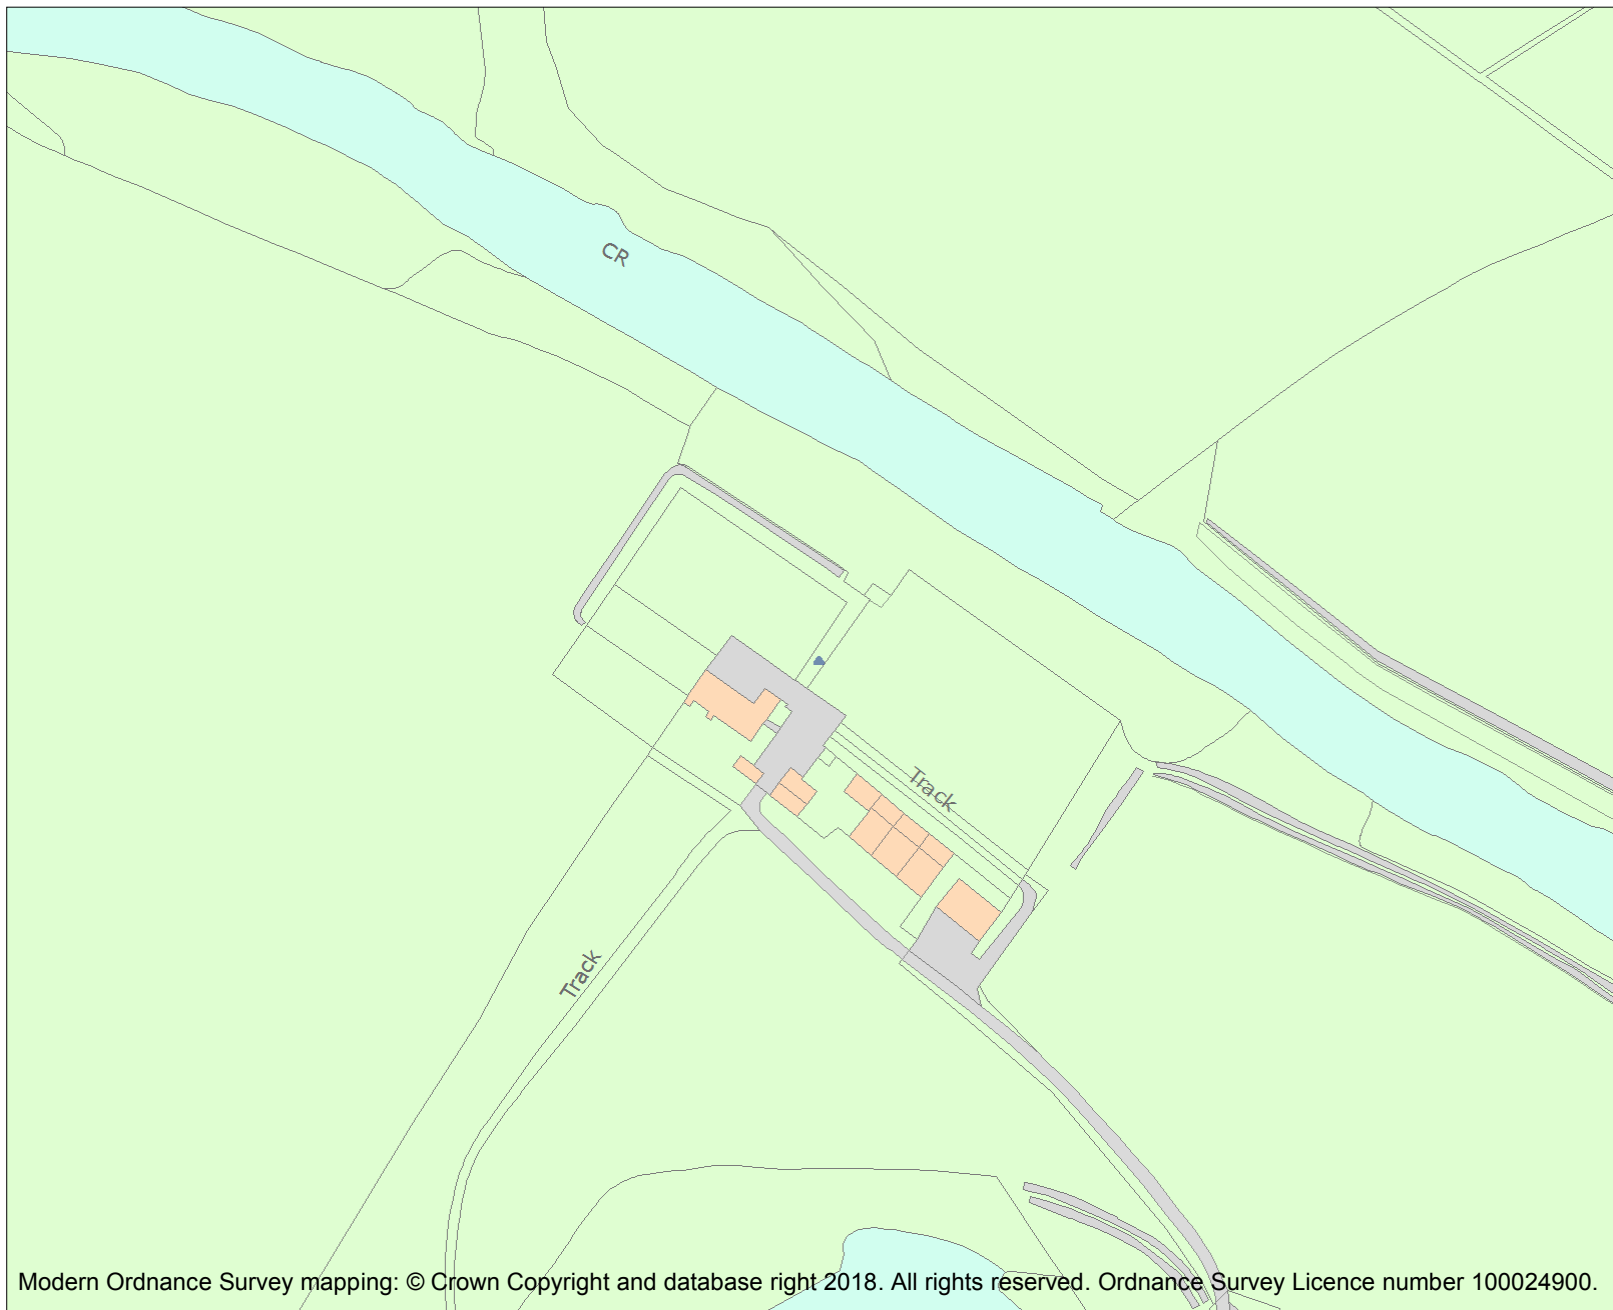 CR
Track
Track
Modern Ordnance Survey mapping: © Crown Copyright and database right 2018. All rights reserved. Ordnance Survey Licence number 100024900.